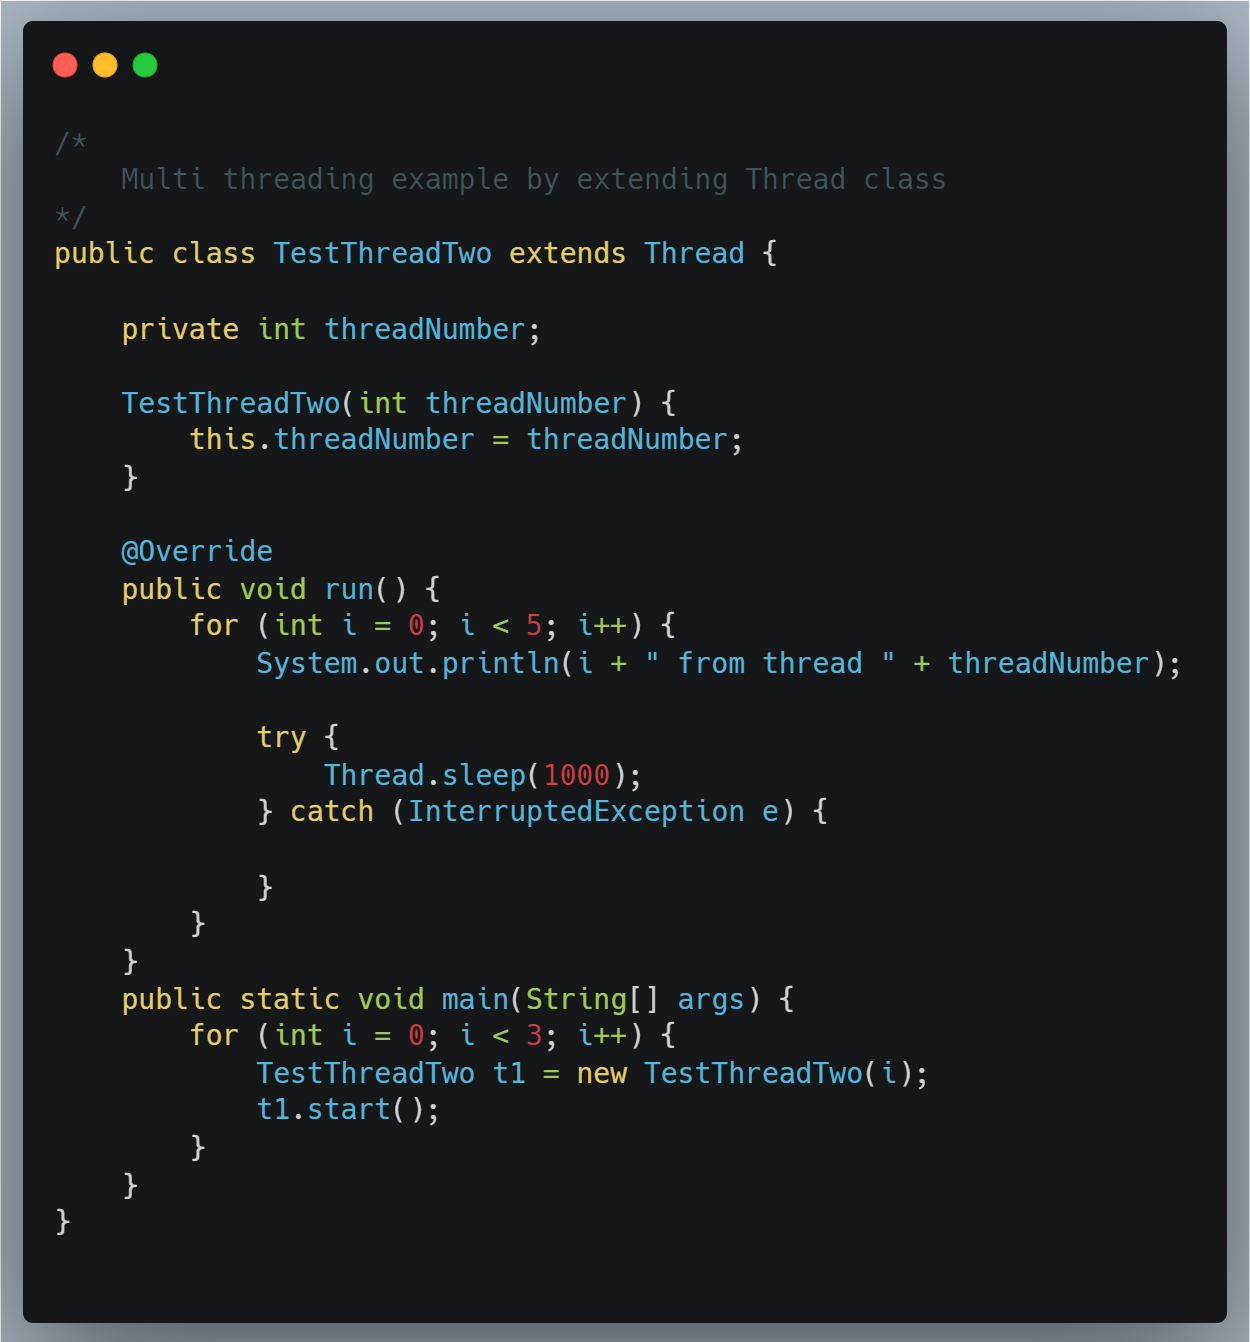 /*
    Multi threading example by extending Thread class
*/
public class TestThreadTwo extends Thread {

    private int threadNumber;

    TestThreadTwo(int threadNumber) {
        this.threadNumber = threadNumber;
    }

    @Override
    public void run() {
        for (int i = 0; i < 5; i++) {
            System.out.println(i + " from thread " + threadNumber);

            try {
                Thread.sleep(1000);
            } catch (InterruptedException e) {

            }
        }
    }
    public static void main(String[] args) {
        for (int i = 0; i < 3; i++) {
            TestThreadTwo t1 = new TestThreadTwo(i);
            t1.start();
        }
    }
}